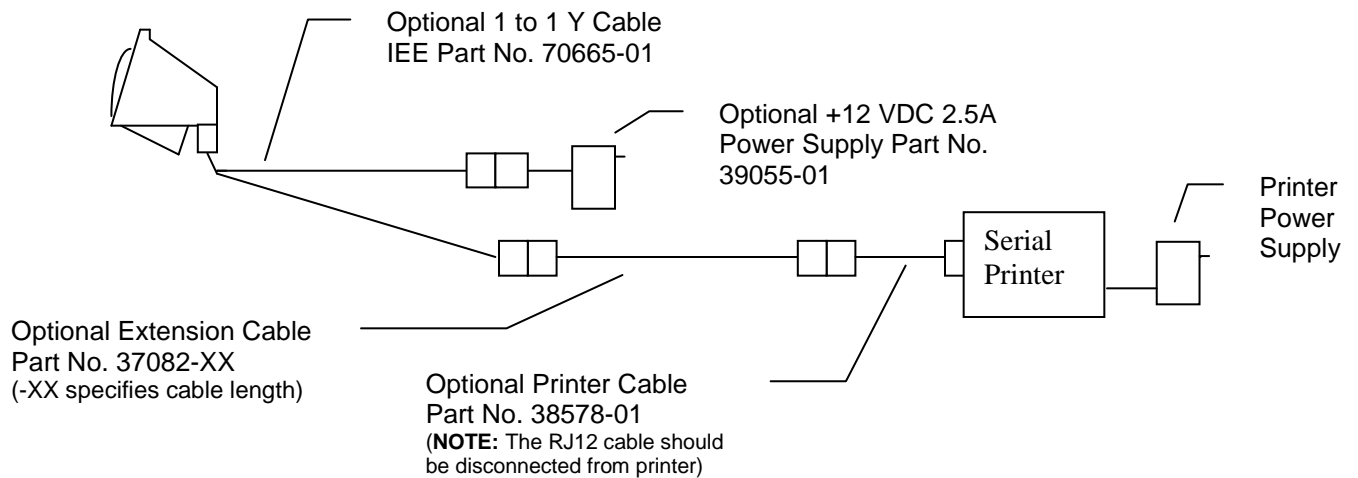 Optional 1 to 1 Y Cable
IEE Part No. 70665-01
Optional +12 VDC 2.5A
Power Supply Part No.
39055-01
Printer
Power
Supply
Serial
Printer
Optional Extension Cable
Part No. 37082-XX
(-XX specifies cable length)
Optional Printer Cable
Part No. 38578-01
(NOTE: The RJ12 cable should
be disconnected from printer)